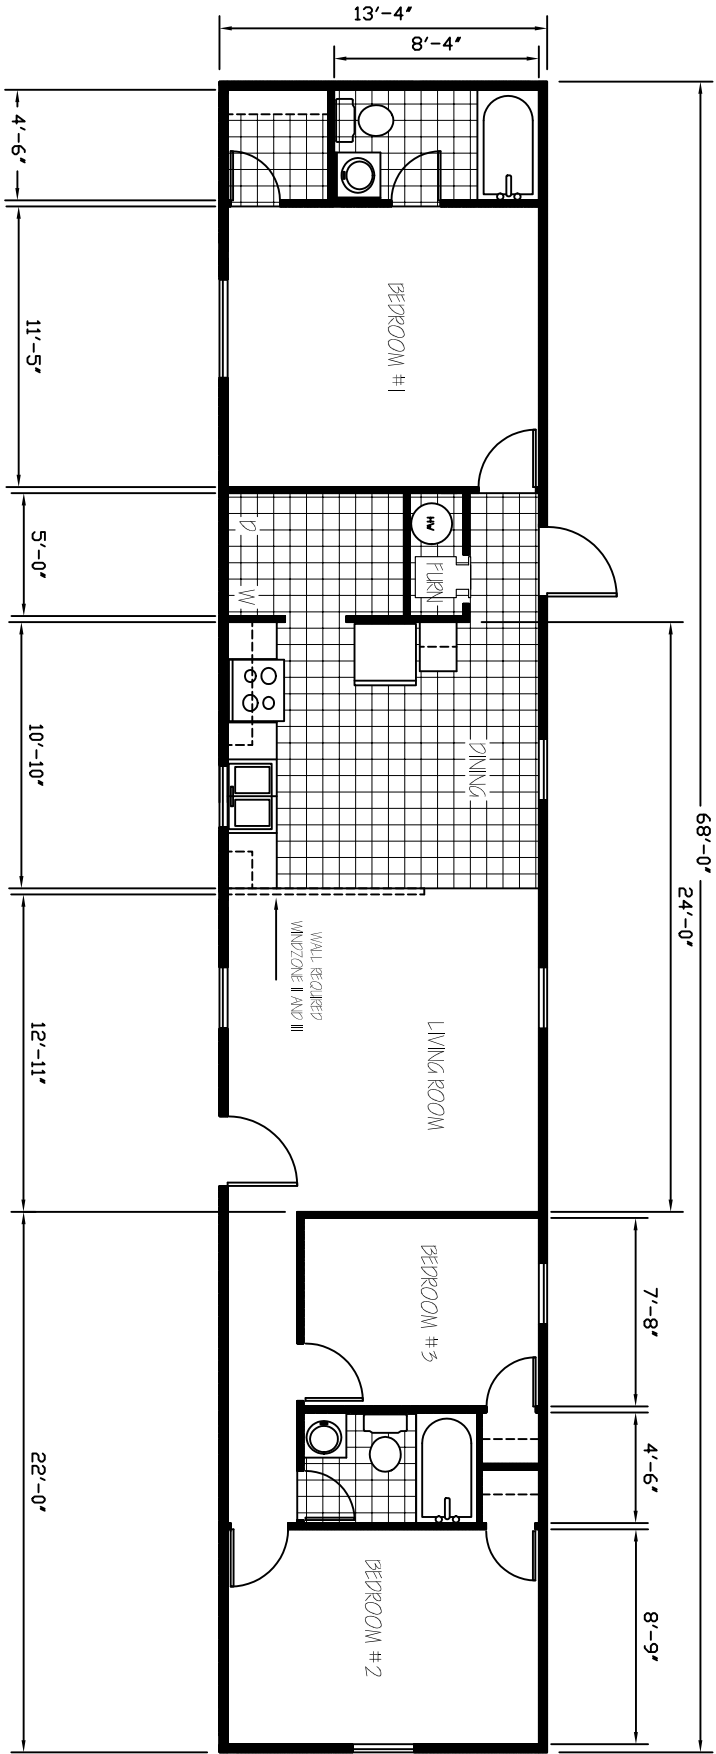 13'-4"
8'-4"
4'-6"
11'-5"
5'-0"
10'-10"
12'-11"
22'-0"
68'-0"
24'-0"
7'-8"
4'-6"
8'-9"
BEDROOM #1
D
W
HW
FURN
DINING
WALL REQUIRED
WINDZONE II AND III
LIVING ROOM
BEDROOM #3
BEDROOM #2